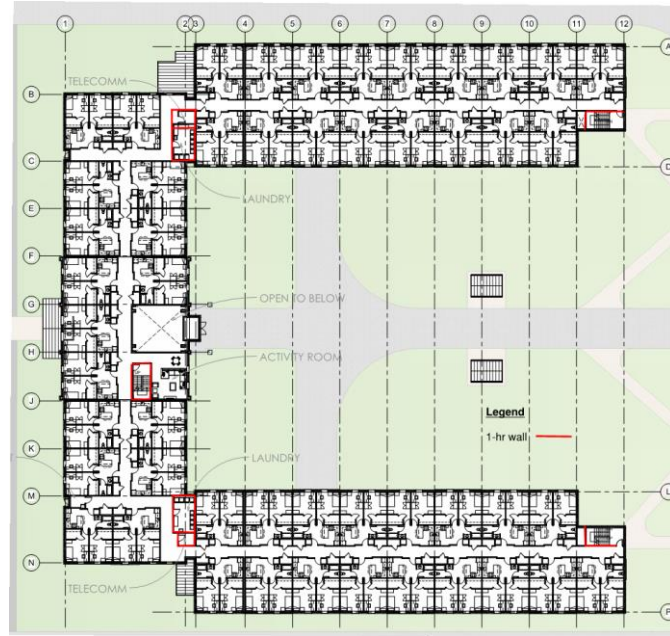 1 2 3 4 5 6 7 8 9 10 11 12
A
TELECOMM
B
C
D
LAUNDRY
E
F
G
OPEN TO BELOW
H
ACTIVITY ROOM
J
Legend
1-hr wall
K
LAUNDRY
M
L
N
TELECOMM
P